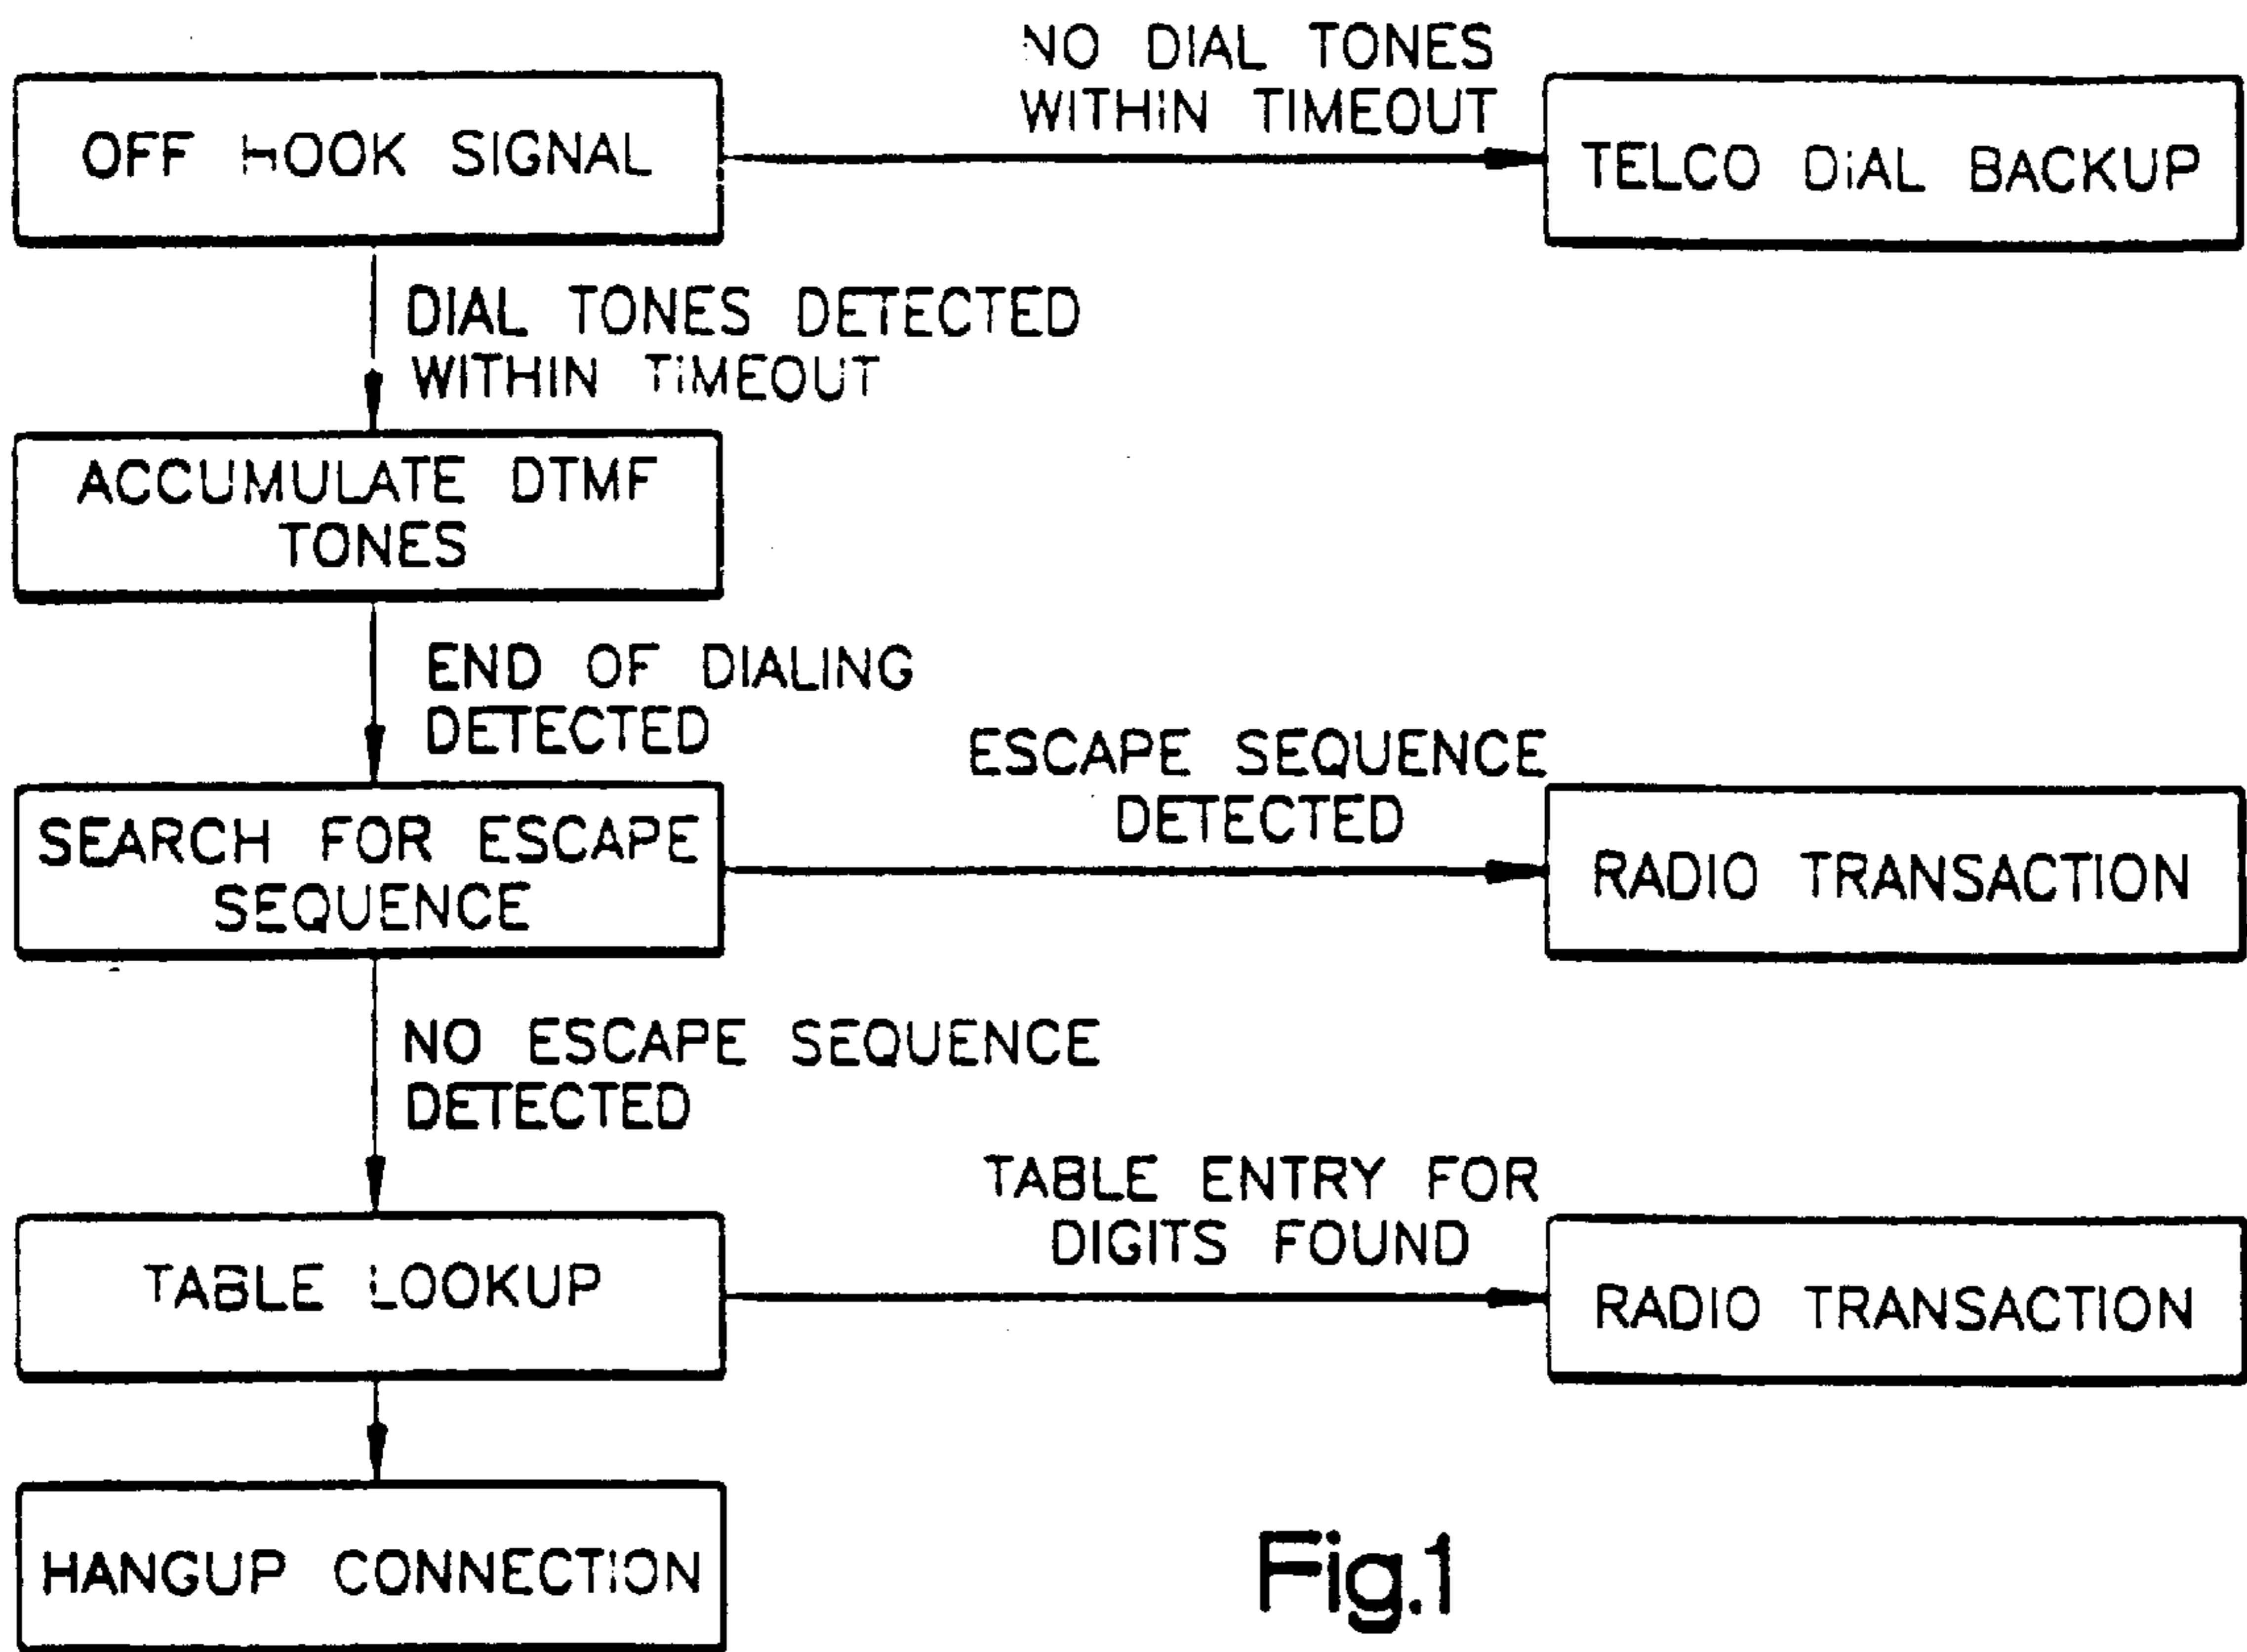 NO DIAL TONES
WITHIN TIMEOUT
OFF HOOK SIGNAL
TELCO DIAL BACKUP
DIAL TONES DETECTED
WITHIN TIMEOUT
ACCUMULATE DTMF
TONES
END OF DIALING
DETECTED
ESCAPE SEQUENCE
DETECTED
SEARCH FOR ESCAPE
SEQUENCE
RADIO TRANSACTION
NO ESCAPE SEQUENCE
DETECTED
TABLE ENTRY FOR
DIGITS FOUND
TABLE LOOKUP
RADIO TRANSACTION
HANGUP CONNECTION
Fig.1